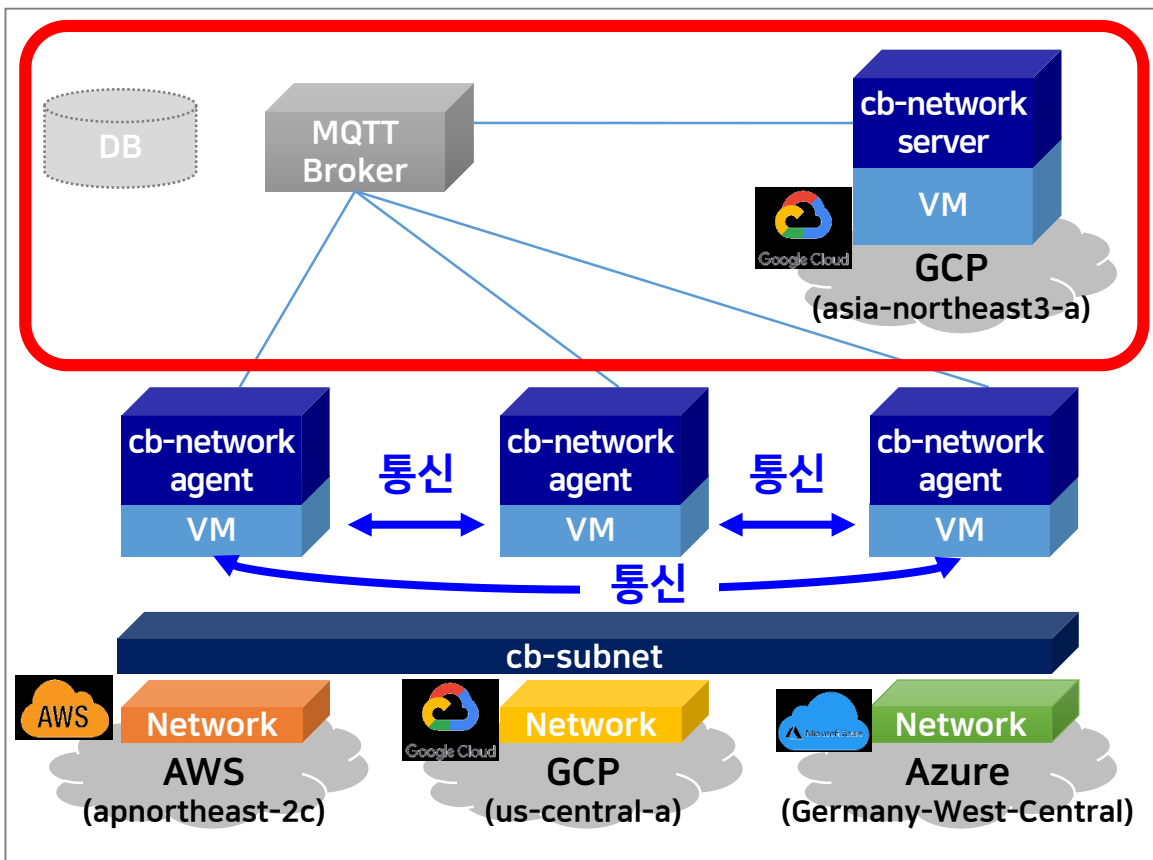 DB
MQTT
Broker
cb-network
server
VM
Google Cloud
GCP
(asia-northeast3-a)
cb-network
agent
VM
통신
cb-network
agent
VM
통신
cb-network
agent
VM
통신
cb-subnet
AWS
Network
AWS
(apnortheast-2c)
Google Cloud
Network
GCP
(us-central-a)
Microsoft Azure
Network
Azure
(Germany-West-Central)